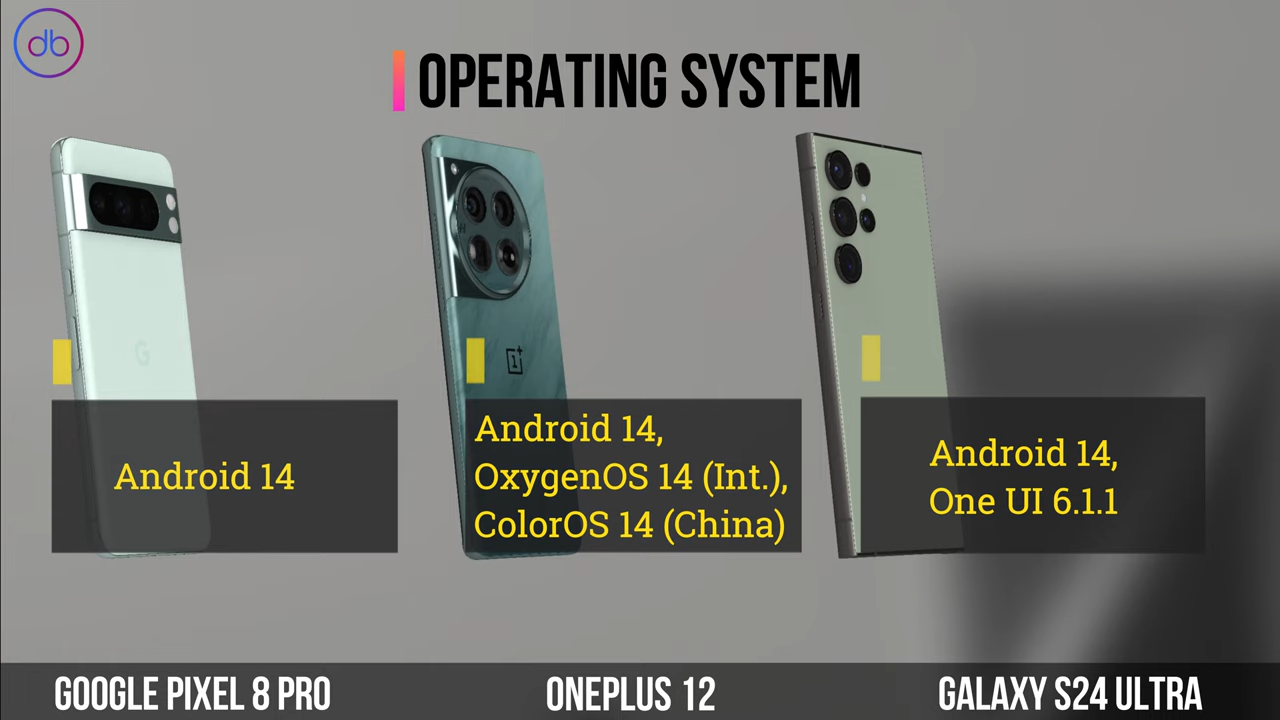 db
OPERATING SYSTEM
G
1+
Android 14
Android 14,
OxygenOS 14 (Int.),
ColorOS 14 (China)
Android 14,
One UI 6.1.1
GOOGLE PIXEL 8 PRO
ONEPLUS 12
GALAXY S24 ULTRA